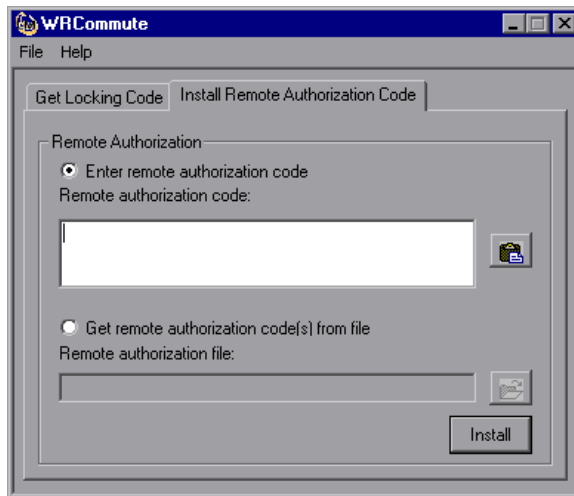 WRCommute
File Help
Get Locking Code Install Remote Authorization Code
Remote Authorization
Enter remote authorization code
Remote authorization code:
Get remote authorization code(s) from file
Remote authorization file:
Install